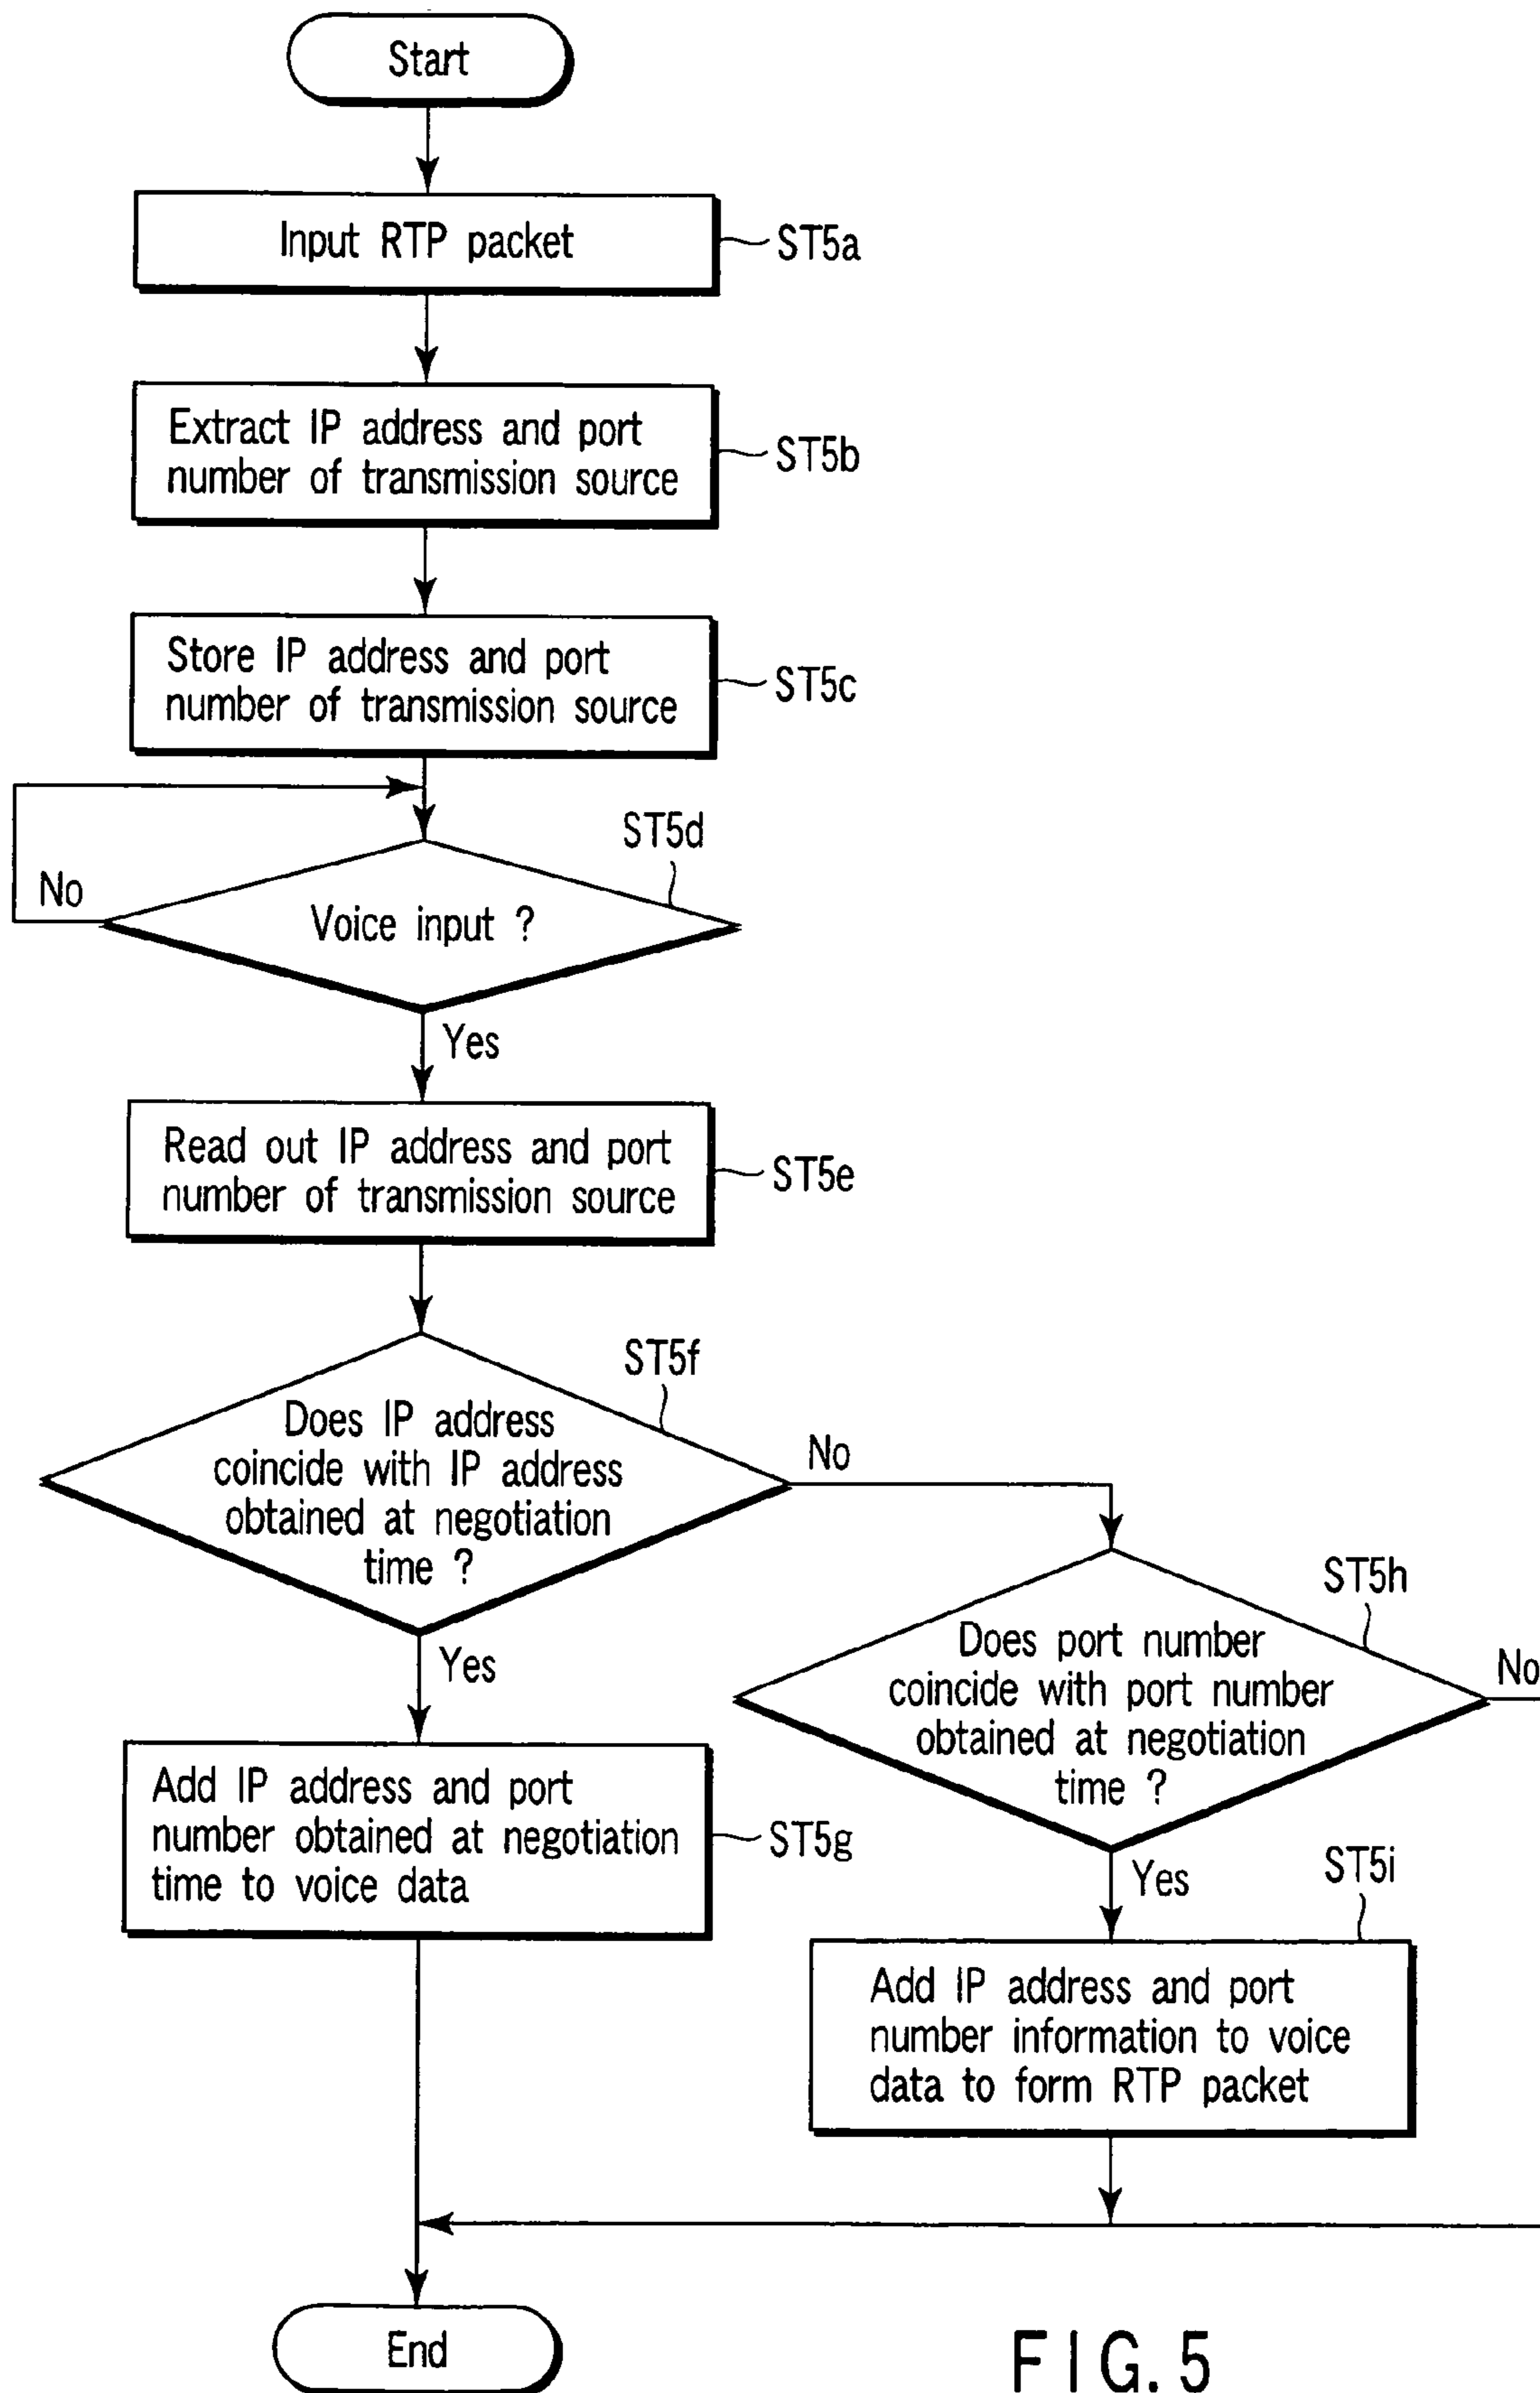 Start
Input RTP packet
ST5a
Extract IP address and port
number of transmission source
ST5b
Store IP address and port
number of transmission source
ST5c
ST5d
No
Voice input ?
Yes
Read out IP address and port
number of transmission source
ST5e
ST5f
Does IP address
coincide with IP address
obtained at negotiation
time ?
No
Yes
ST5h
Does port number
coincide with port number
obtained at negotiation
time ?
No
Yes
Add IP address and port
number obtained at negotiation
time to voice data
ST5g
ST5i
Add IP address and port
number information to voice
data to form RTP packet
End
FIG. 5